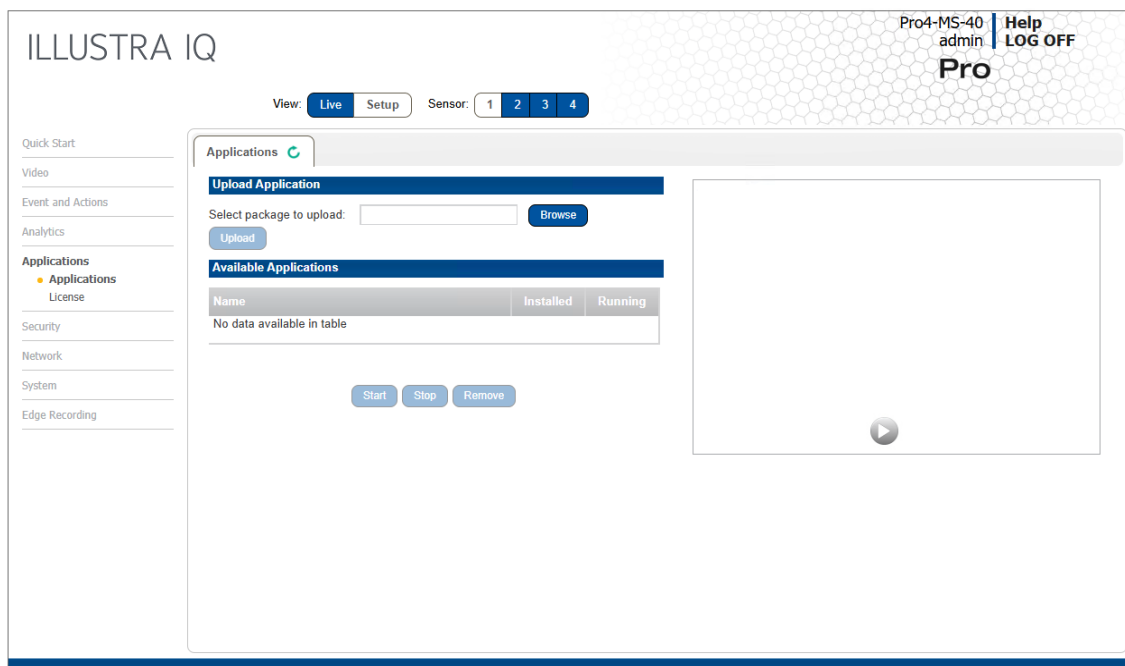 ILLUSTRA IQ
Pro4-MS-40 Help
admin LOG OFF
Pro
View: Live Setup Sensor: 1 2 3 4
Quick Start
Video
Event and Actions
Analytics
Applications
Applications
License
Security
Network
System
Edge Recording
Applications
Upload Application
Select package to upload: Browse
Upload
Available Applications
Name Installed Running
No data available in table
Start Stop Remove